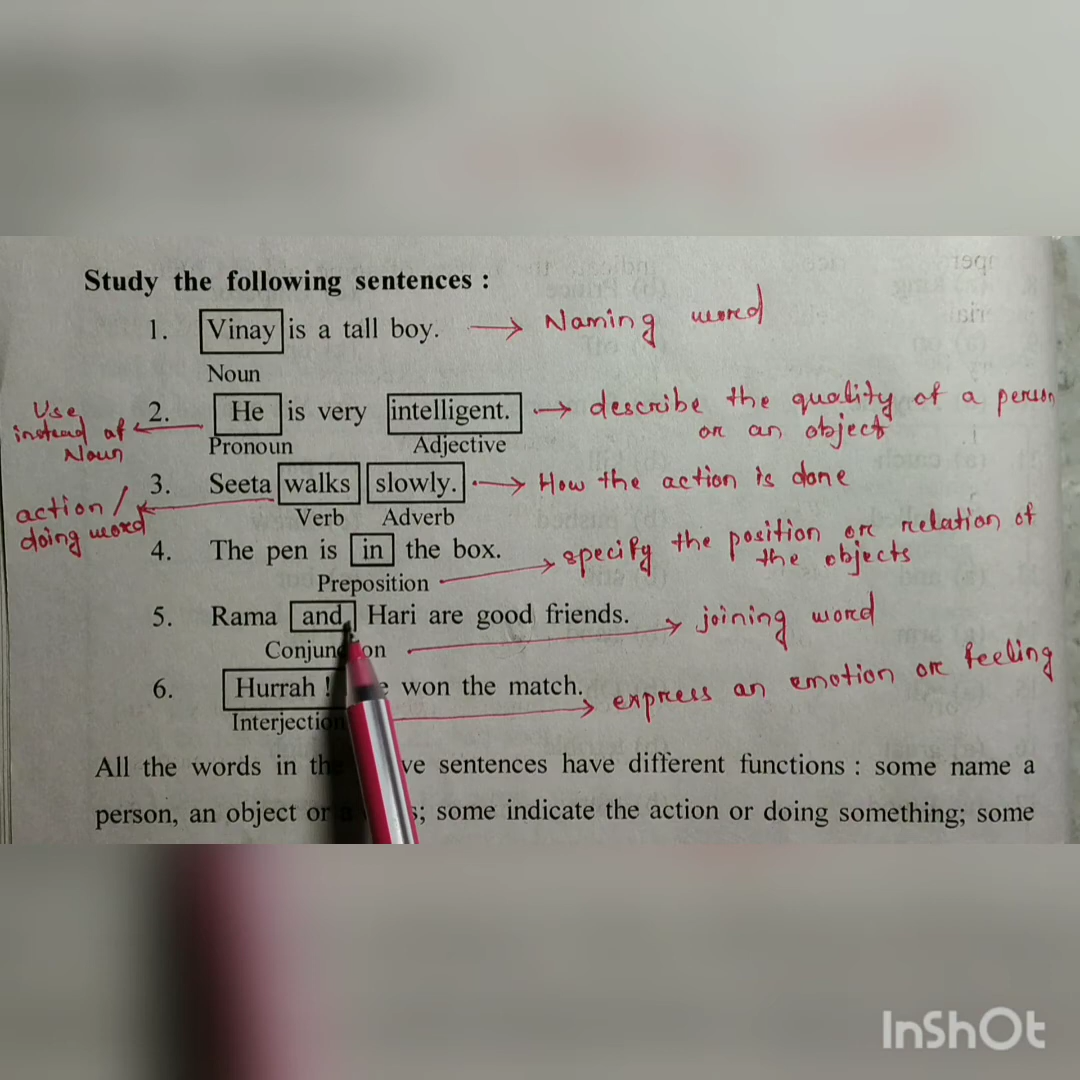 Study the following sentences :
1. Vinay is a tall boy. → Naming word
Noun
2. He is very intelligent. → describe the quality of a person
or an object
Use
instead of
Noun
Pronoun Adjective
3. Seeta walks slowly. → How the action is done
action /
doing word
Verb Adverb
4. The pen is in the box. specify the position or relation of
the objects
Preposition
5. Rama and Hari are good friends. → joining word
6. Hurrah ! won the match. → express an emotion or feeling
Interjection
All the words in sentences have different functions : some name a
person, an object or some indicate the action or doing something; some
InShOt